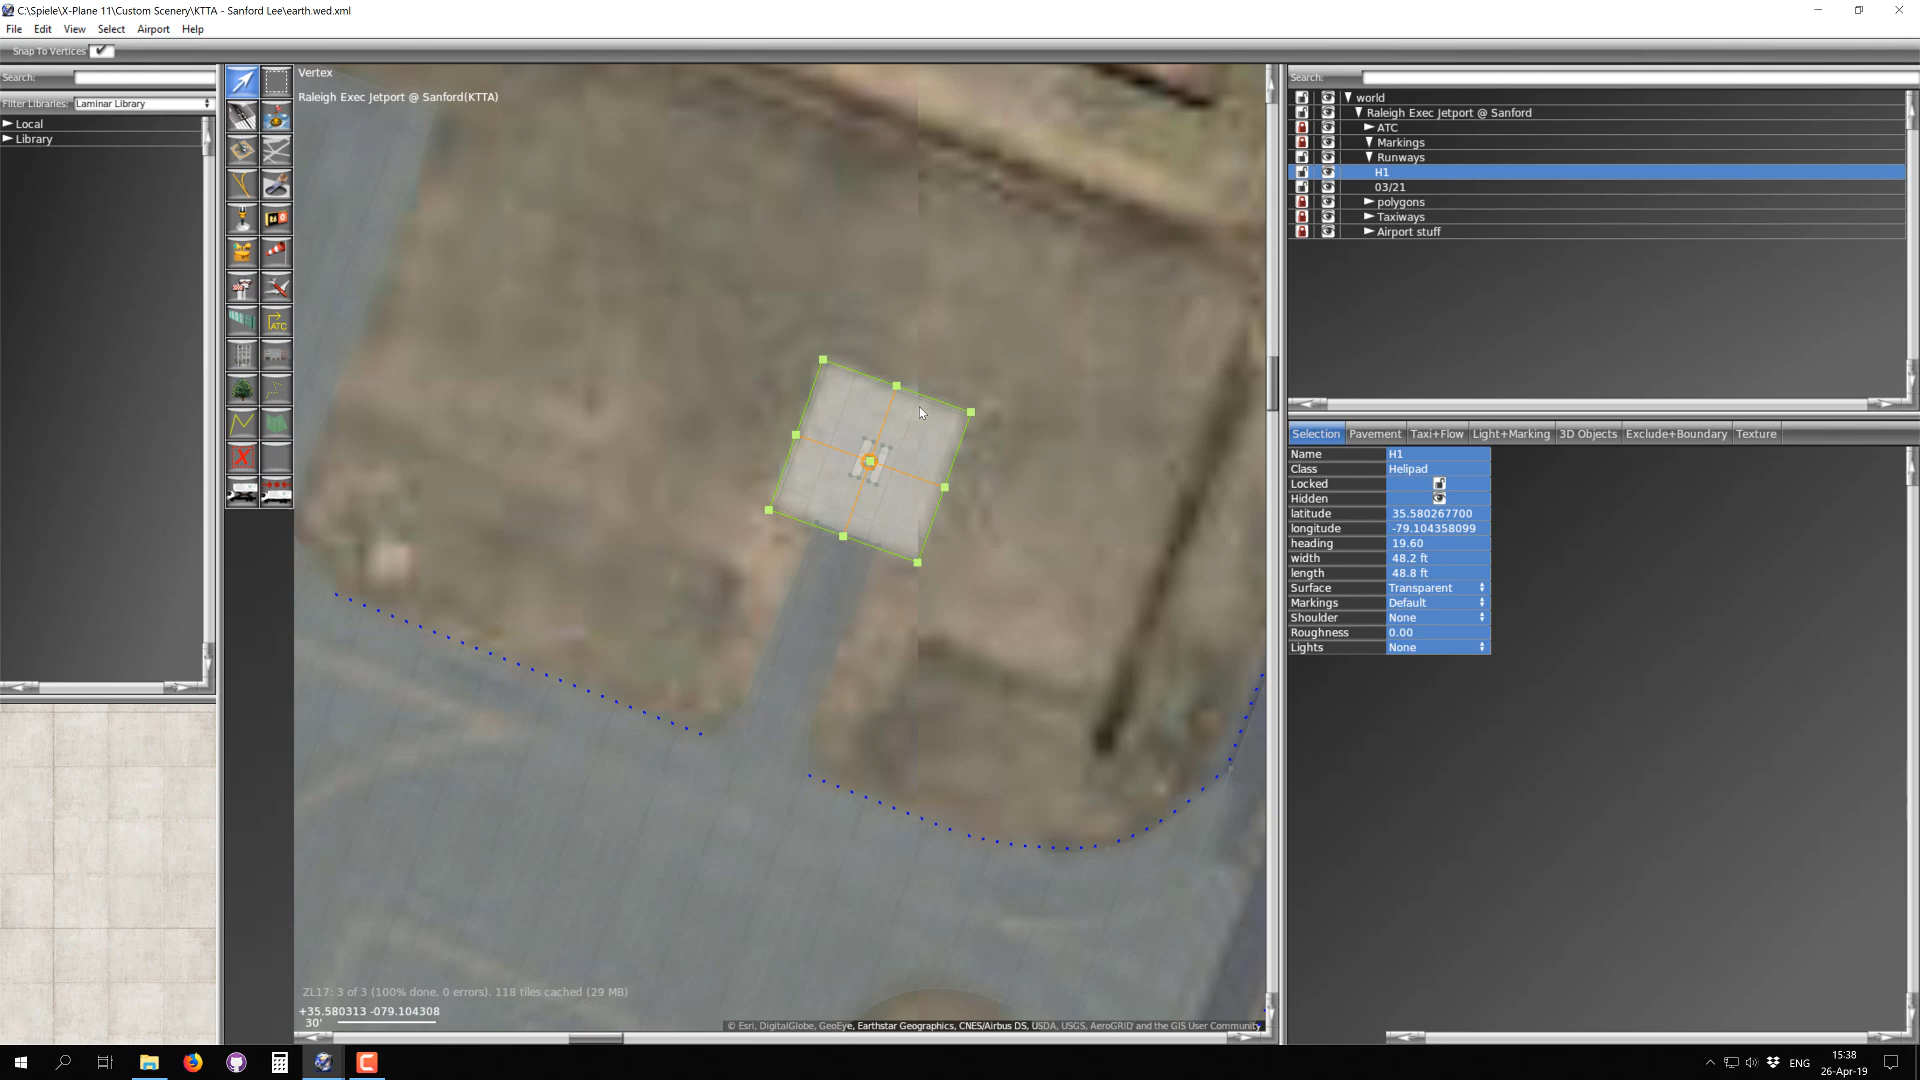 C:\Spiele\X-Plane 11\Custom Scenery\KTTA - Sanford Lee\earth.wed.xml
File Edit View Select Airport Help
Snap To Vertices
Search:
Filter Libraries: Laminar Library
Local
Library
Vertex
Raleigh Exec Jetport @ Sanford(KTTA)
ATC
ZL17: 3 of 3 (100% done, 0 errors). 118 tiles cached (29 MB)
+35.580313 -079.104308
30'
© Esri, DigitalGlobe, GeoEye, Earthstar Geographics, CNES/Airbus DS, USDA, USGS, AeroGRID and the GIS User Community
Search:
world
Raleigh Exec Jetport @ Sanford
ATC
Markings
Runways
H1
03/21
polygons
Taxiways
Airport stuff
Selection Pavement Taxi+Flow Light+Marking 3D Objects Exclude+Boundary Texture
Name H1
Class Helipad
Locked
Hidden
latitude 35.580267700
longitude -79.104358099
heading 19.60
width 48.2 ft
length 48.8 ft
Surface Transparent
Markings Default
Shoulder None
Roughness 0.00
Lights None
ENG
15:38
26-Apr-19